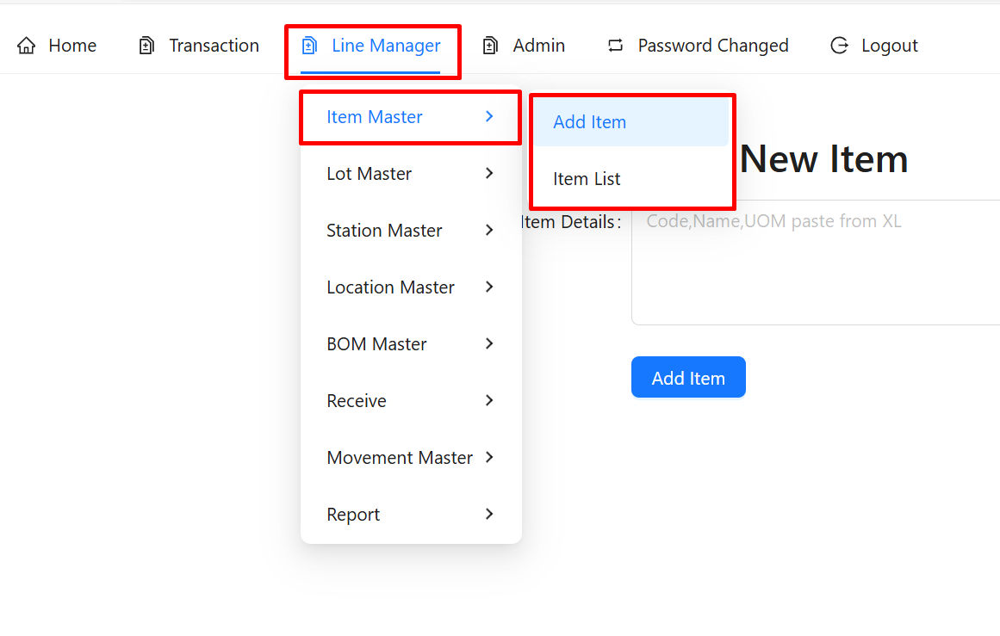 Home Transaction Line Manager Admin Password Changed Logout
Item Master
Lot Master
Station Master
Location Master
BOM Master
Receive
Movement Master
Report
Add Item
Item List
New Item
Item Details:
Code,Name,UOM paste from XL
Add Item